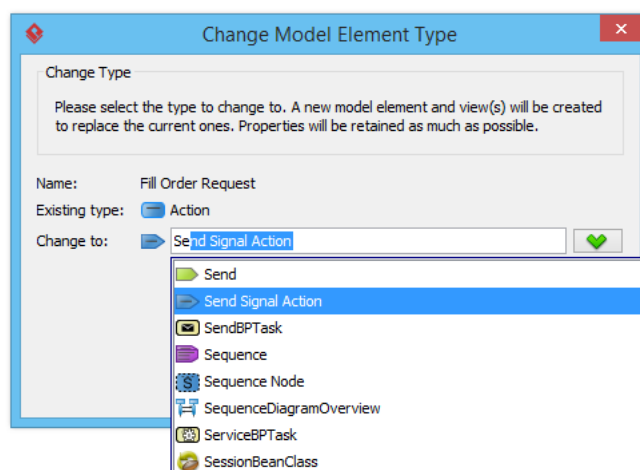 Change Model Element Type
Change Type
Please select the type to change to. A new model element and view(s) will be created
to replace the current ones. Properties will be retained as much as possible.
Name: Fill Order Request
Existing type: Action
Change to: Send Signal Action
Send
Send Signal Action
SendBPTask
Sequence
S Sequence Node
SequenceDiagramOverview
ServiceBPTask
SessionBeanClass